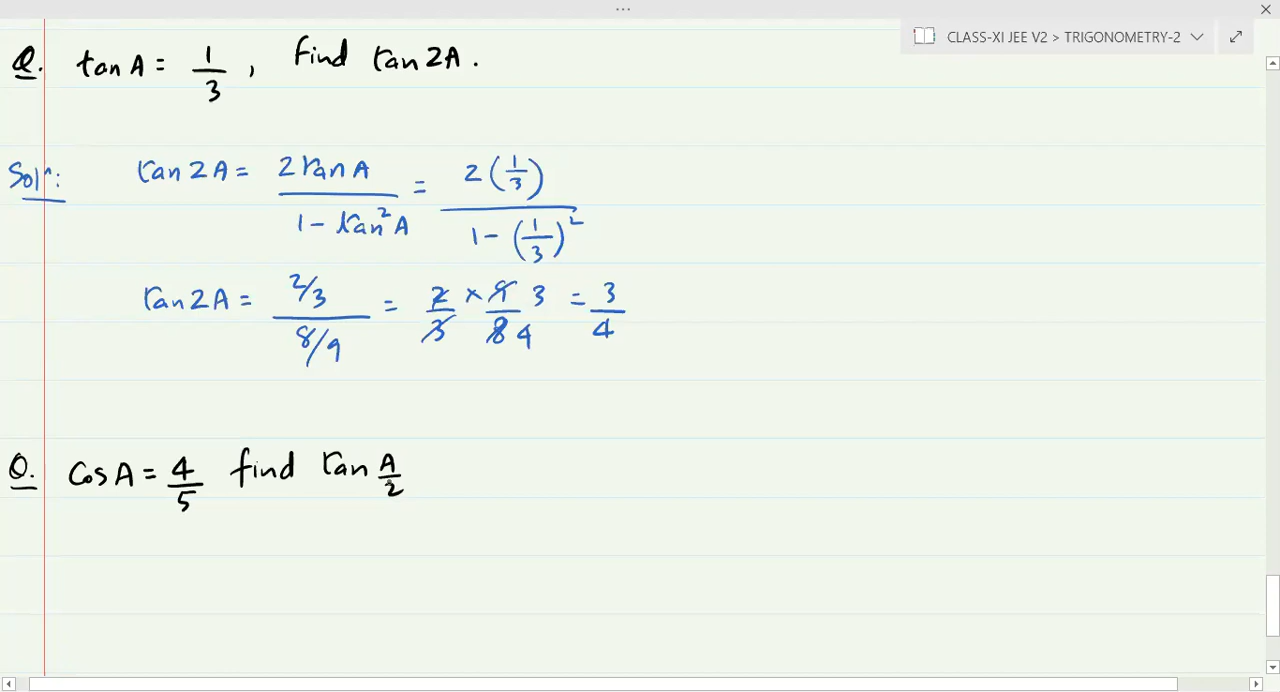 CLASS-XI JEE V2 > TRIGONOMETRY-2
Q. tan A = 1/3, find tan 2A.
Soln: tan 2A = 2 tan A / 1 - tan²A = 2(1/3) / 1 - (1/3)²
tan 2A = 2/3 / 8/9 = 2/3 × 9/8 3 4 = 3/4
Q. Cos A = 4/5 find tan A/2